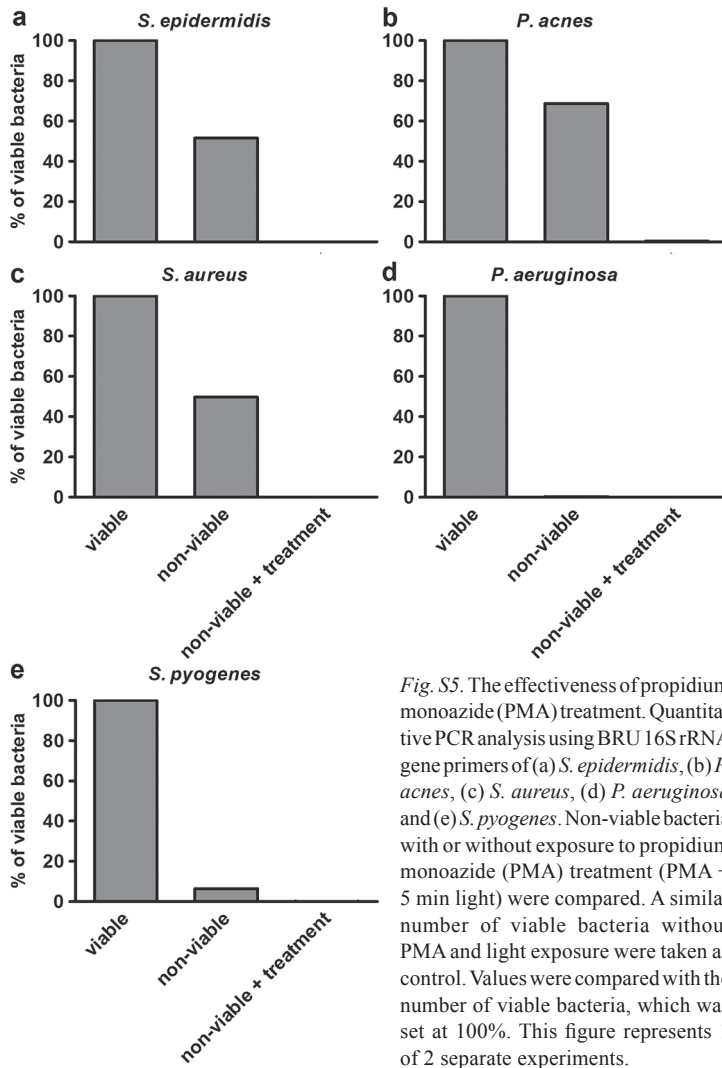 a
S. epidermidis
% of viable bacteria
100
80
60
40
20
0
b
P. acnes
100
80
60
40
20
0
c
S. aureus
% of viable bacteria
100
80
60
40
20
0
viable
non-viable
non-viable + treatment
d
P. aeruginosa
100
80
60
40
20
0
viable
non-viable
non-viable + treatment
e
S. pyogenes
% of viable bacteria
100
80
60
40
20
0
viable
non-viable
non-viable + treatment
Fig. S5. The effectiveness of propidium
monoazide (PMA) treatment. Quantita
tive PCR analysis using BRU 16S rRNA
gene primers of (a) S. epidermidis, (b) P
acnes, (c) S. aureus, (d) P. aeruginosa
and (e) S. pyogenes. Non-viable bacteria
with or without exposure to propidium
monoazide (PMA) treatment (PMA
5 min light) were compared. A simila
number of viable bacteria withou
PMA and light exposure were taken a
control. Values were compared with the
number of viable bacteria, which wa
set at 100%. This figure represents
of 2 separate experiments.